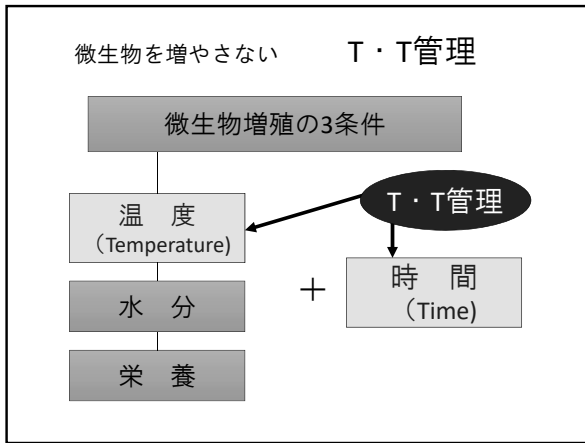 微生物を増やさない T・T管理
微生物増殖の3条件
温 度
（Temperature)
T・T管理
水 分
＋
時 間
（Time)
栄 養